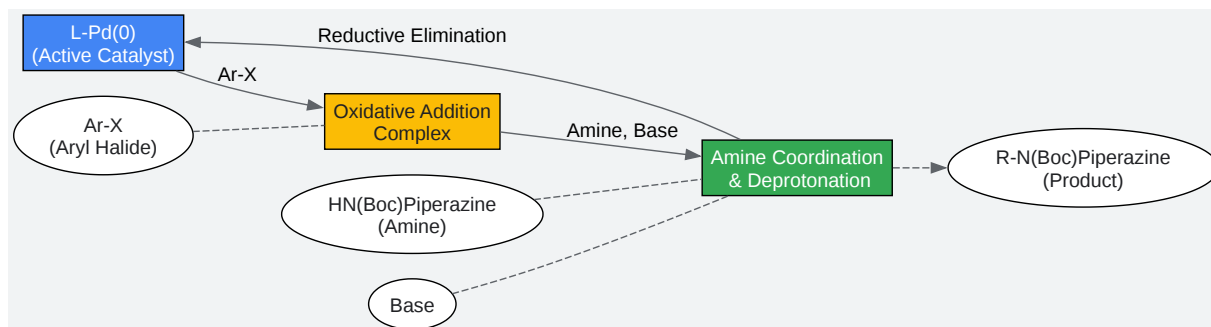 L-Pd(0)
(Active Catalyst)
Reductive Elimination
Ar-X
Ar-X
(Aryl Halide)
Oxidative Addition
Complex
Amine, Base
HN(Boc)Piperazine
(Amine)
Base
Amine Coordination
& Deprotonation
R-N(Boc)Piperazine
(Product)